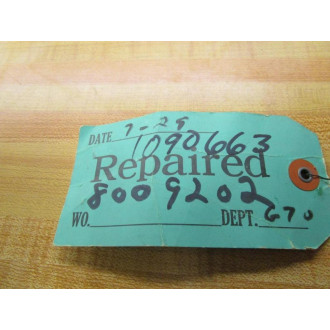 DATE 7-29
1090663
Repaired
8009202
WO. DEPT. 670